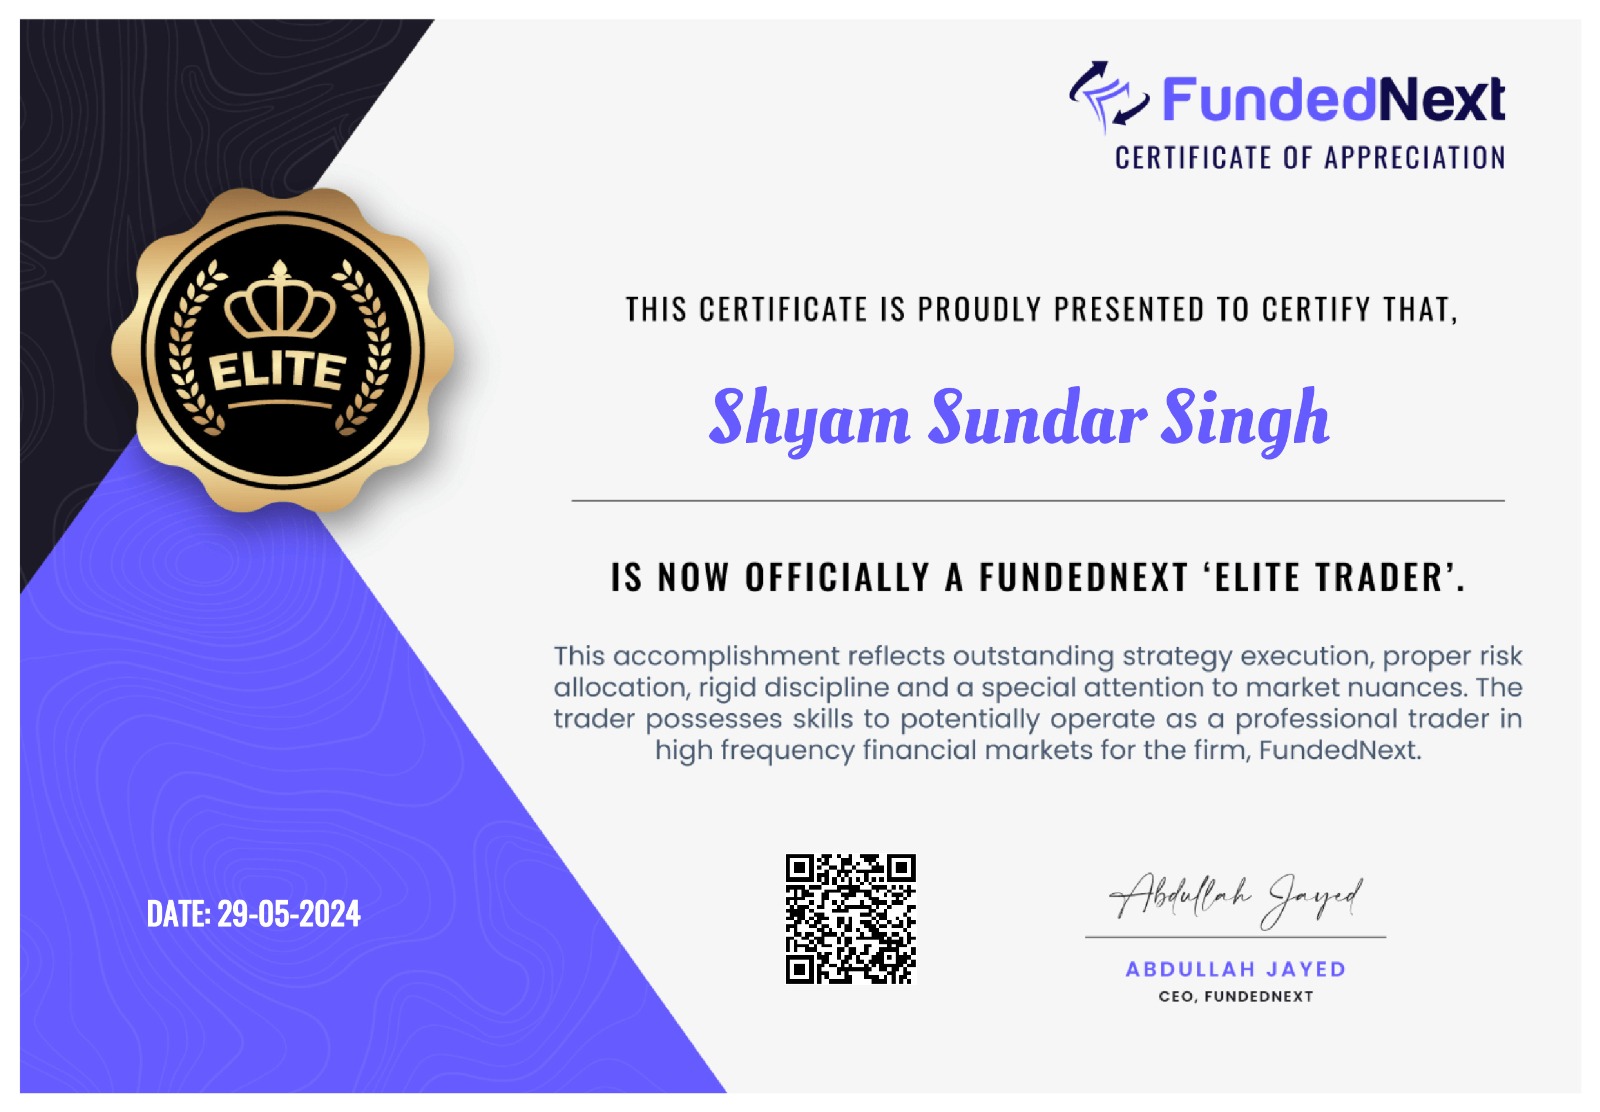 FundedNext
CERTIFICATE OF APPRECIATION
ELITE
THIS CERTIFICATE IS PROUDLY PRESENTED TO CERTIFY THAT,
Shyam Sundar Singh
IS NOW OFFICIALLY A FUNDEDNEXT ‘ELITE TRADER’.
This accomplishment reflects outstanding strategy execution, proper risk
allocation, rigid discipline and a special attention to market nuances. The
trader possesses skills to potentially operate as a professional trader in
high frequency financial markets for the firm, FundedNext.
DATE: 29-05-2024
Abdullah Jayed
ABDULLAH JAYED
CEO, FUNDEDNEXT